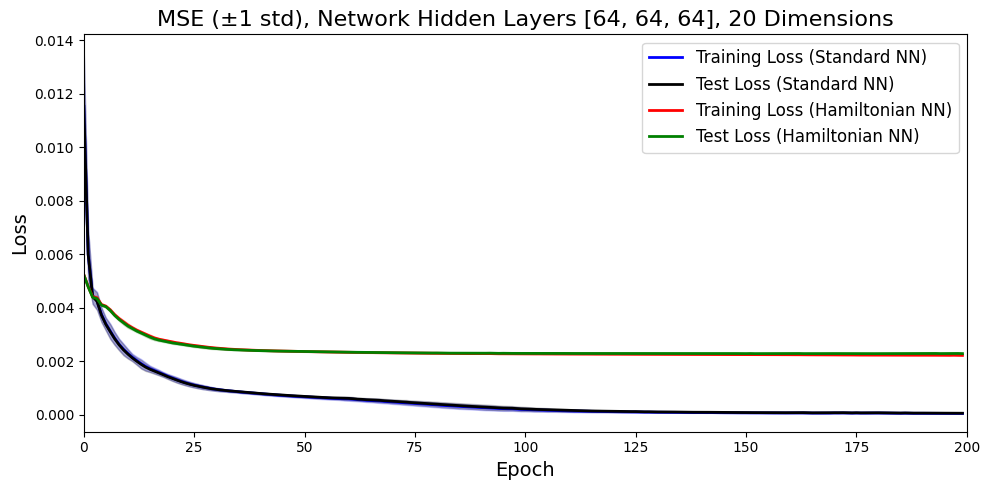 MSE (±1 std), Network Hidden Layers [64, 64, 64], 20 Dimensions
Loss
0.014
0.012
0.010
0.008
0.006
0.004
0.002
0.000
Training Loss (Standard NN)
Test Loss (Standard NN)
Training Loss (Hamiltonian NN)
Test Loss (Hamiltonian NN)
0 25 50 75 100 125 150 175 200
Epoch